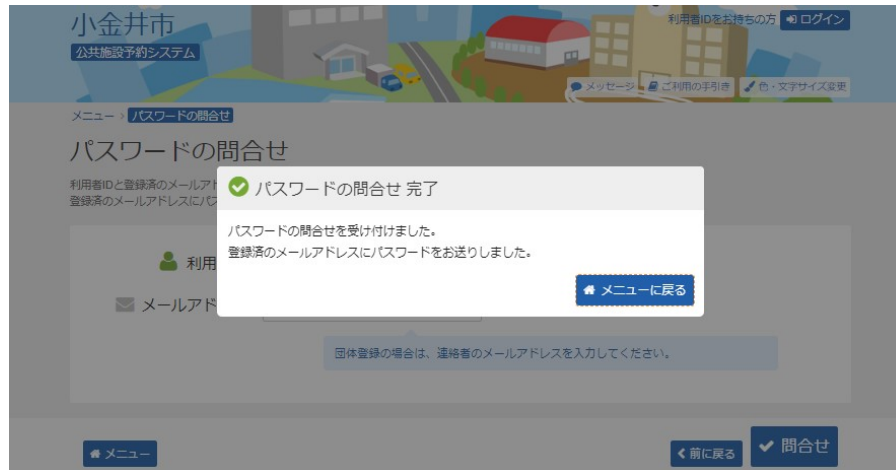 小金井市
公共施設予約システム
利用者IDをお持ちの方 ログイン
メッセージ ご利用の手引き 色・文字サイズ変更
メニュー › パスワードの問合せ
パスワードの問合せ
利用者IDと登録済のメールアド
登録済のメールアドレスにパス
パスワードの問合せ 完了
パスワードの問合せを受け付けました。
登録済のメールアドレスにパスワードをお送りしました。
メニューに戻る
利用
メールアド
団体登録の場合は、連絡者のメールアドレスを入力してください。
メニュー
前に戻る
問合せ